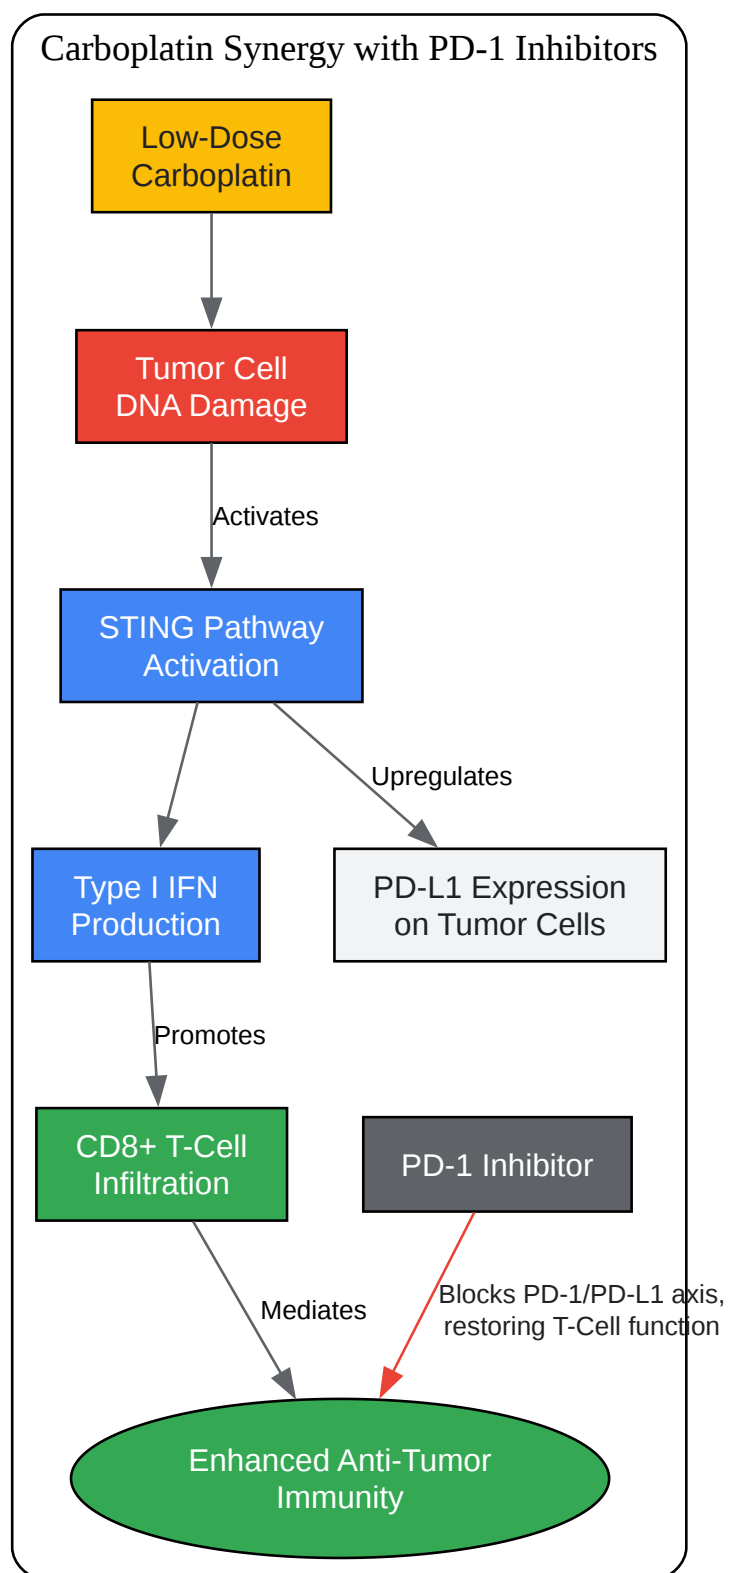 Carboplatin Synergy with PD-1 Inhibitors
Low-Dose
Carboplatin
Tumor Cell
DNA Damage
Activates
STING Pathway
Activation
Upregulates
Type I IFN
Production
PD-L1 Expression
on Tumor Cells
Promotes
CD8+ T-Cell
Infiltration
PD-1 Inhibitor
Mediates
Blocks PD-1/PD-L1 axis,
restoring T-Cell function
Enhanced Anti-Tumor
Immunity